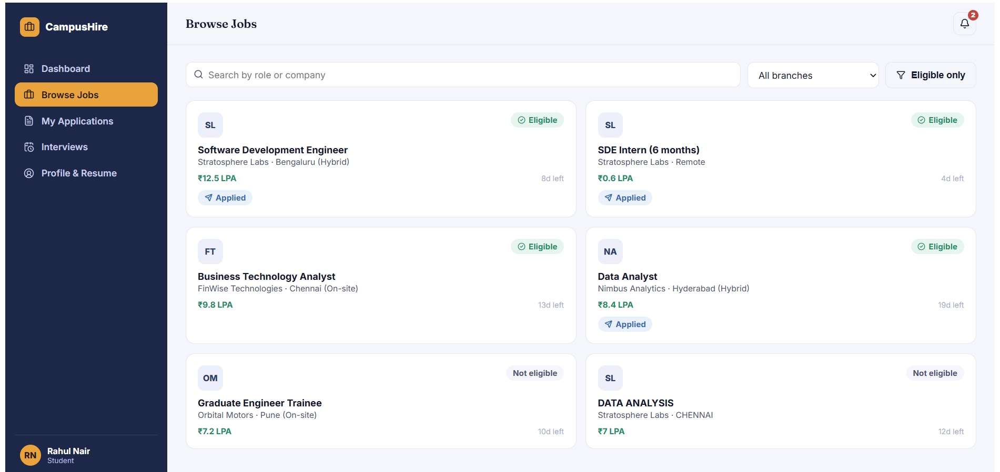 CampusHire
Dashboard
Browse Jobs
My Applications
Interviews
Profile & Resume
RN
Rahul Nair
Student
Browse Jobs
2
Search by role or company
All branches
Eligible only
SL
Eligible
Software Development Engineer
Stratosphere Labs · Bengaluru (Hybrid)
₹12.5 LPA
8d left
Applied
SL
Eligible
SDE Intern (6 months)
Stratosphere Labs · Remote
₹0.6 LPA
4d left
Applied
FT
Eligible
Business Technology Analyst
FinWise Technologies · Chennai (On-site)
₹9.8 LPA
13d left
NA
Eligible
Data Analyst
Nimbus Analytics · Hyderabad (Hybrid)
₹8.4 LPA
19d left
Applied
OM
Not eligible
Graduate Engineer Trainee
Orbital Motors · Pune (On-site)
₹7.2 LPA
10d left
SL
Not eligible
DATA ANALYSIS
Stratosphere Labs · CHENNAI
₹7 LPA
12d left